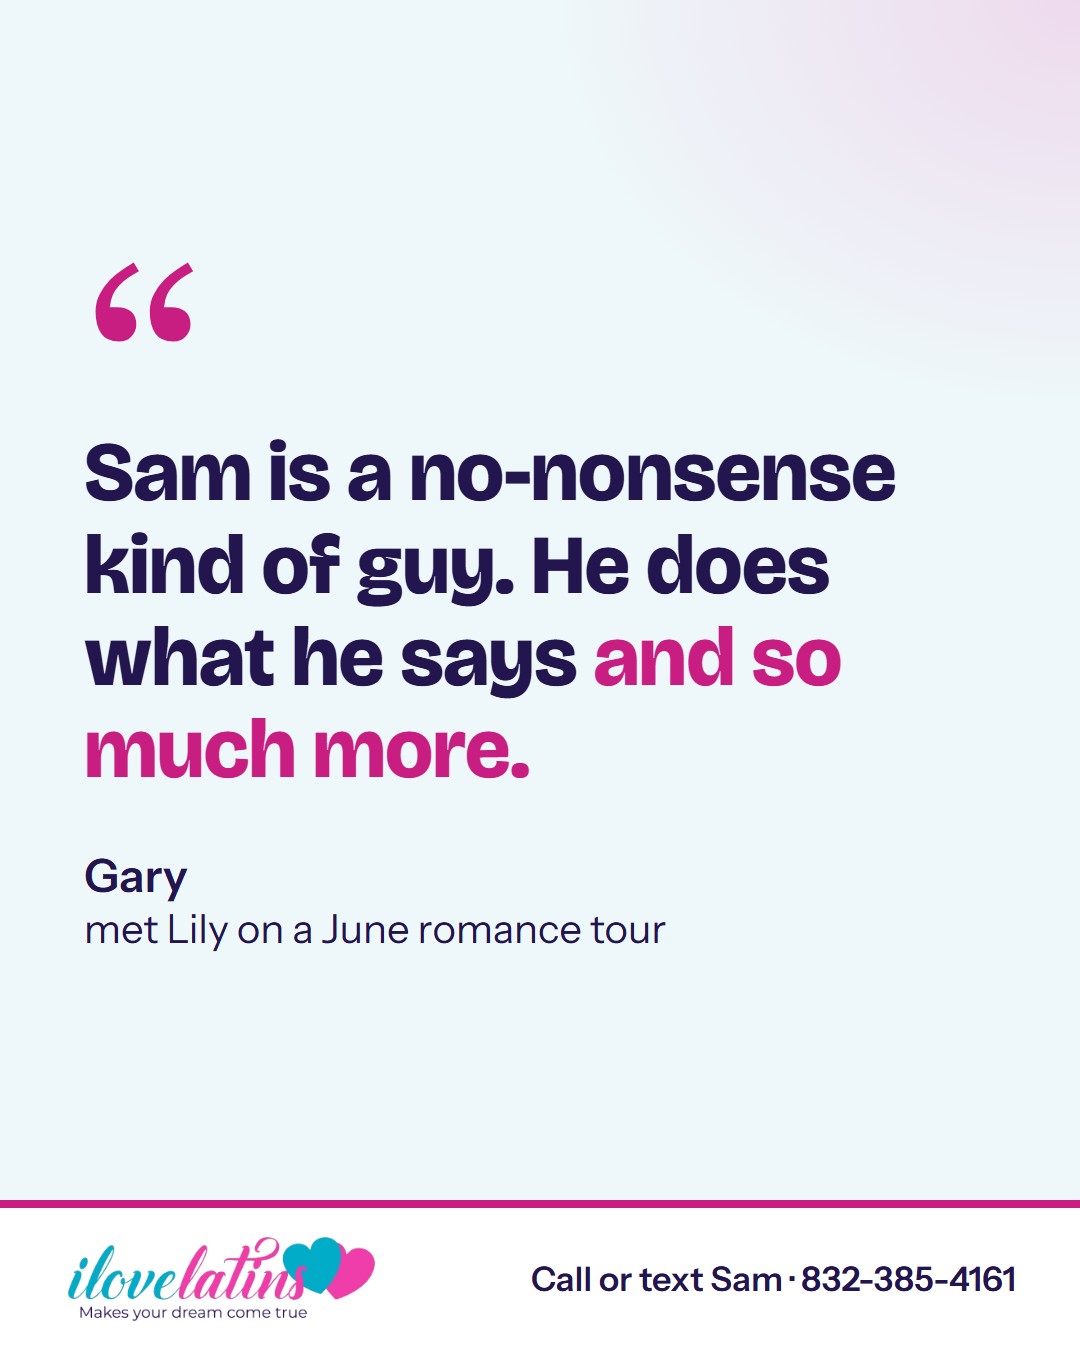 “
Sam is a no-nonsense
kind of guy. He does
what he says and so
much more.
Gary
met Lily on a June romance tour
ilovelatins
Makes your dream come true
Call or text Sam · 832-385-4161